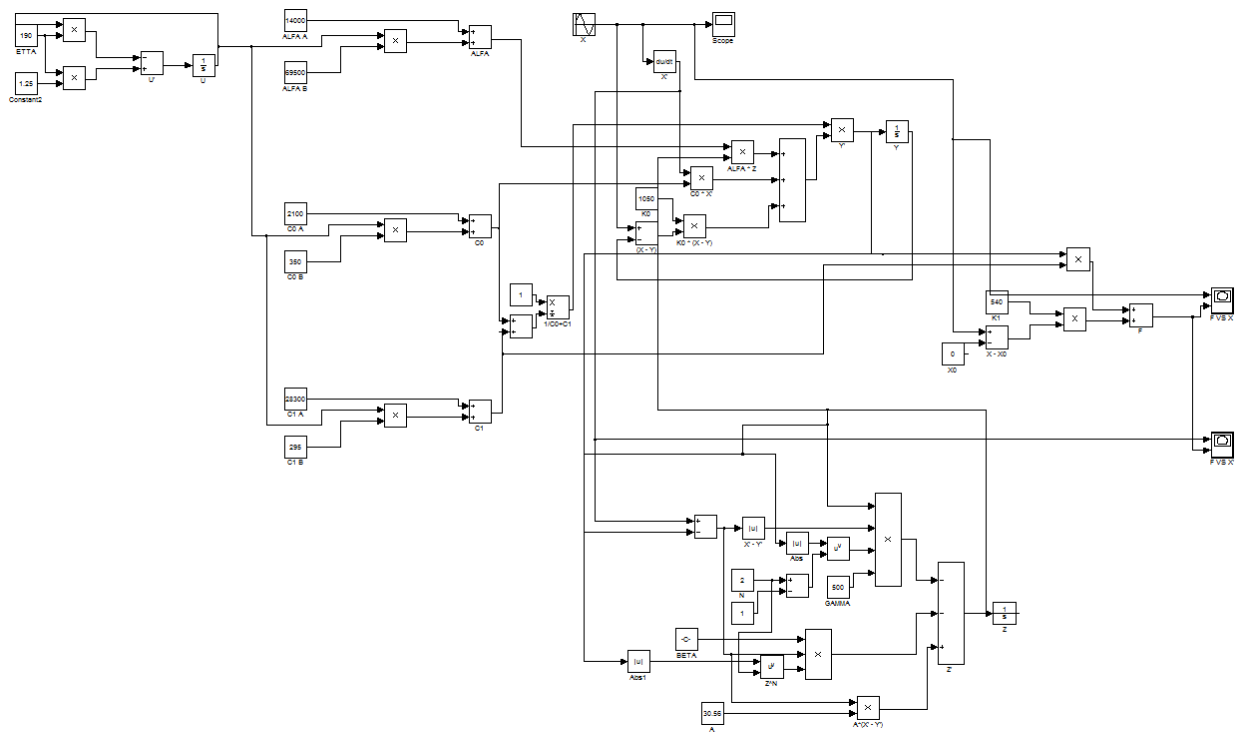 190
ETTA
1.25
Constant2
U'
1
s
U
14000
ALFA A
69500
ALFA B
ALFA
X
Scope
du/dt
X'
2100
C0 A
350
C0 B
C0
1
1/C0+C1
28300
C1 A
295
C1 B
C1
ALFA * Z
C0 * X'
1050
K0
(X - Y)
K0 * (X - Y)
Y'
1
s
Y
540
K1
0
X0
X - X0
F
F VS X
F VS X'
|u|
X' - Y'
|u|
Abs
u^v
2
N
1
500
GAMMA
-C-
BETA
|u|
Abs1
u^v
Z^N
30.56
A
A*(X' - Y')
Z'
1
s
Z